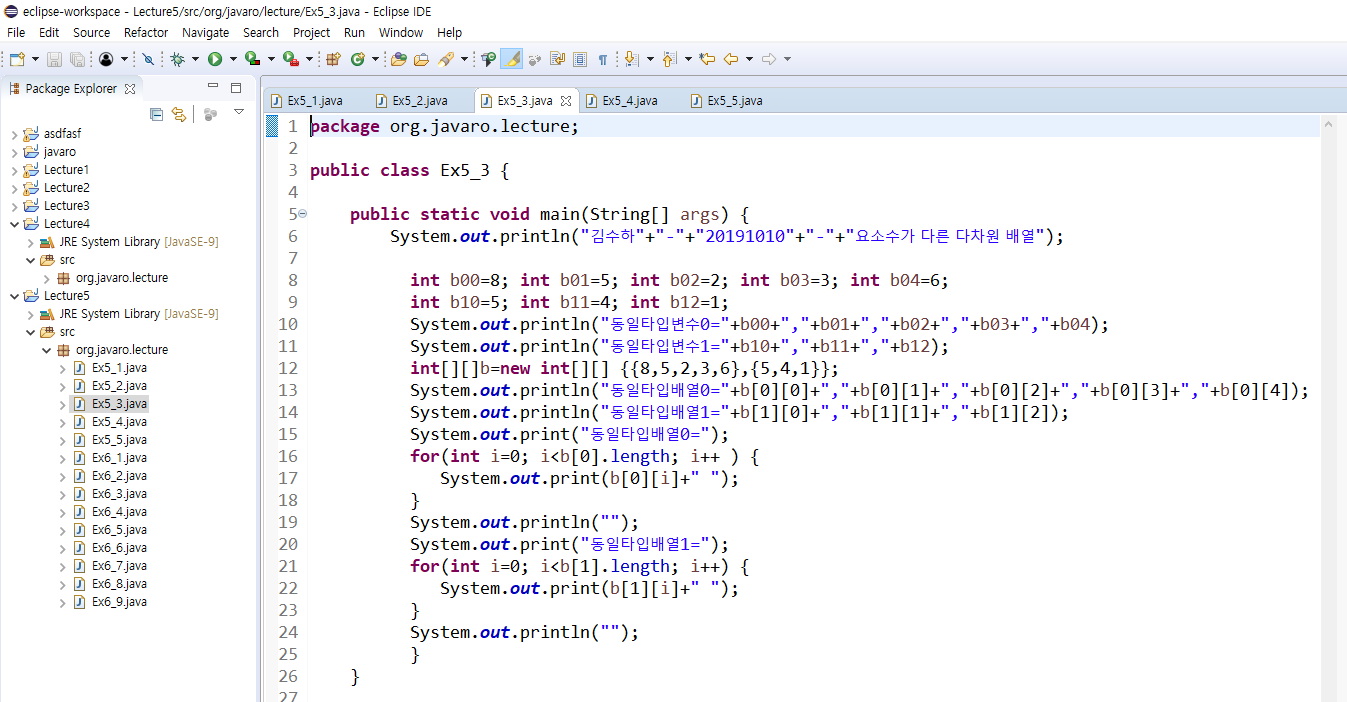 eclipse-workspace - Lecture5/src/org/javaro/lecture/Ex5_3.java - Eclipse IDE
File Edit Source Refactor Navigate Search Project Run Window Help
Package Explorer
asdfasf
javaro
Lecture1
Lecture2
Lecture3
Lecture4
JRE System Library [JavaSE-9]
src
org.javaro.lecture
Lecture5
JRE System Library [JavaSE-9]
src
org.javaro.lecture
Ex5_1.java
Ex5_2.java
Ex5_3.java
Ex5_4.java
Ex5_5.java
Ex6_1.java
Ex6_2.java
Ex6_3.java
Ex6_4.java
Ex6_5.java
Ex6_6.java
Ex6_7.java
Ex6_8.java
Ex6_9.java
Ex5_1.java Ex5_2.java Ex5_3.java Ex5_4.java Ex5_5.java
1 package org.javaro.lecture;
2
3 public class Ex5_3 {
4
5 public static void main(String[] args) {
6 System.out.println("김수하"+"-"+"20191010"+"-"+"요소수가 다른 다차원 배열");
7
8 int b00=8; int b01=5; int b02=2; int b03=3; int b04=6;
9 int b10=5; int b11=4; int b12=1;
10 System.out.println("동일타입변수0="+b00+","+b01+","+b02+","+b03+","+b04);
11 System.out.println("동일타입변수1="+b10+","+b11+","+b12);
12 int[][]b=new int[][] {{8,5,2,3,6},{5,4,1}};
13 System.out.println("동일타입배열0="+b[0][0]+","+b[0][1]+","+b[0][2]+","+b[0][3]+","+b[0][4]);
14 System.out.println("동일타입배열1="+b[1][0]+","+b[1][1]+","+b[1][2]);
15 System.out.print("동일타입배열0=");
16 for(int i=0; i<b[0].length; i++ ) {
17 System.out.print(b[0][i]+" ");
18 }
19 System.out.println("");
20 System.out.print("동일타입배열1=");
21 for(int i=0; i<b[1].length; i++) {
22 System.out.print(b[1][i]+" ");
23 }
24 System.out.println("");
25 }
26 }
27